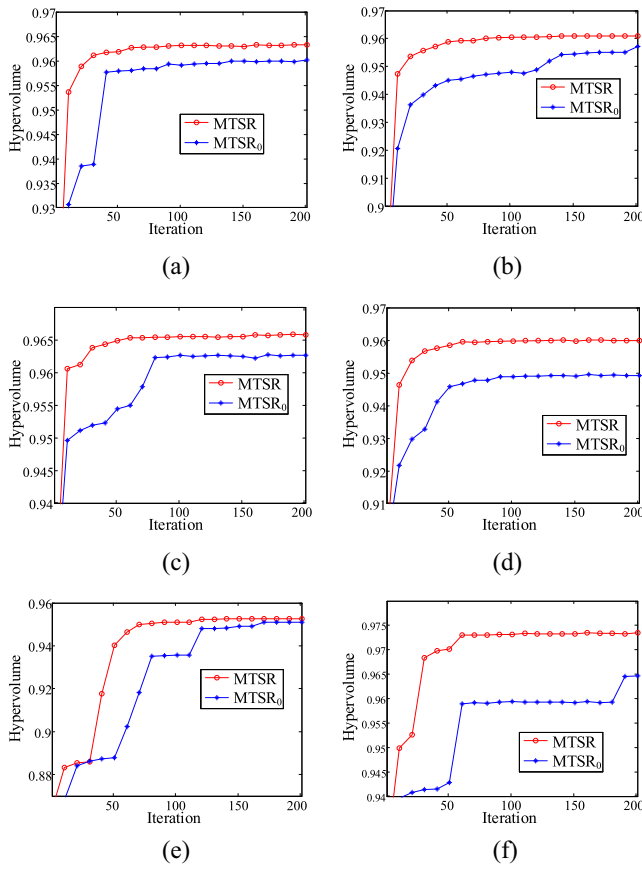 0.97
0.965
0.96
0.955
0.95
0.945
0.94
0.935
0.93
Hypervolume
MTSR
MTSR₀
50
100
150
200
Iteration
(a)
0.97
0.96
0.95
0.94
0.93
0.92
0.91
0.9
Hypervolume
MTSR
MTSR₀
50
100
150
200
Iteration
(b)
0.965
0.96
0.955
0.95
0.945
0.94
Hypervolume
MTSR
MTSR₀
50
100
150
200
Iteration
(c)
0.97
0.96
0.95
0.94
0.93
0.92
0.91
Hypervolume
MTSR
MTSR₀
50
100
150
200
Iteration
(d)
0.96
0.94
0.92
0.9
0.88
Hypervolume
MTSR
MTSR₀
50
100
150
200
Iteration
(e)
0.975
0.97
0.965
0.96
0.955
0.95
0.945
0.94
Hypervolume
MTSR
MTSR₀
50
100
150
200
Iteration
(f)